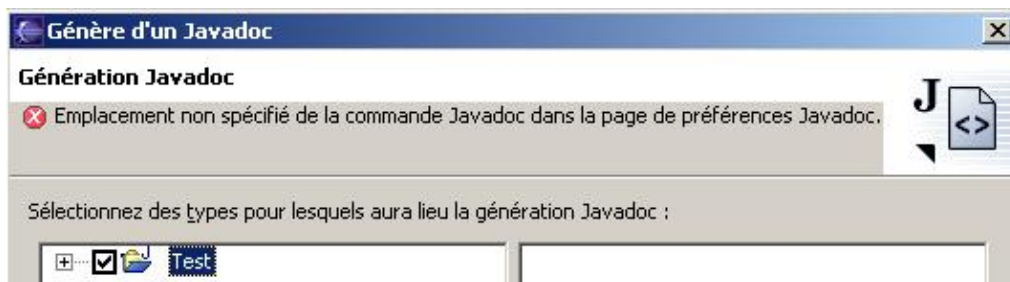 Génère d'un Javadoc
Génération Javadoc
Emplacement non spécifié de la commande Javadoc dans la page de préférences Javadoc.
J
<>
Sélectionnez des types pour lesquels aura lieu la génération Javadoc :
Test